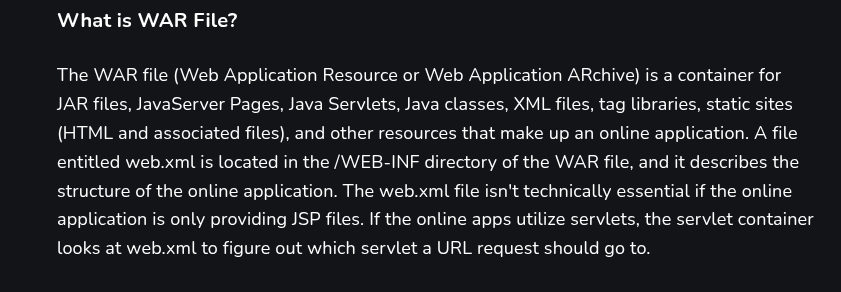 What is WAR File?
The WAR file (Web Application Resource or Web Application ARchive) is a container for
JAR files, JavaServer Pages, Java Servlets, Java classes, XML files, tag libraries, static sites
(HTML and associated files), and other resources that make up an online application. A file
entitled web.xml is located in the /WEB-INF directory of the WAR file, and it describes the
structure of the online application. The web.xml file isn't technically essential if the online
application is only providing JSP files. If the online apps utilize servlets, the servlet container
looks at web.xml to figure out which servlet a URL request should go to.